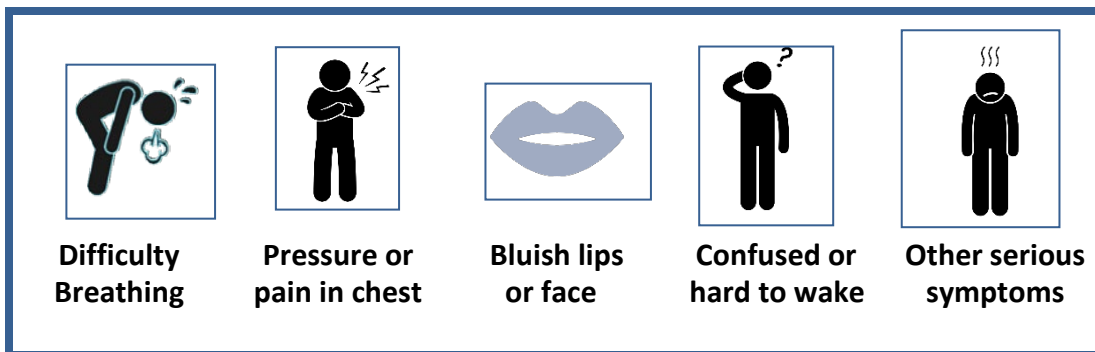 ?
Difficulty
Breathing
Pressure or
pain in chest
Bluish lips
or face
Confused or
hard to wake
Other serious
symptoms